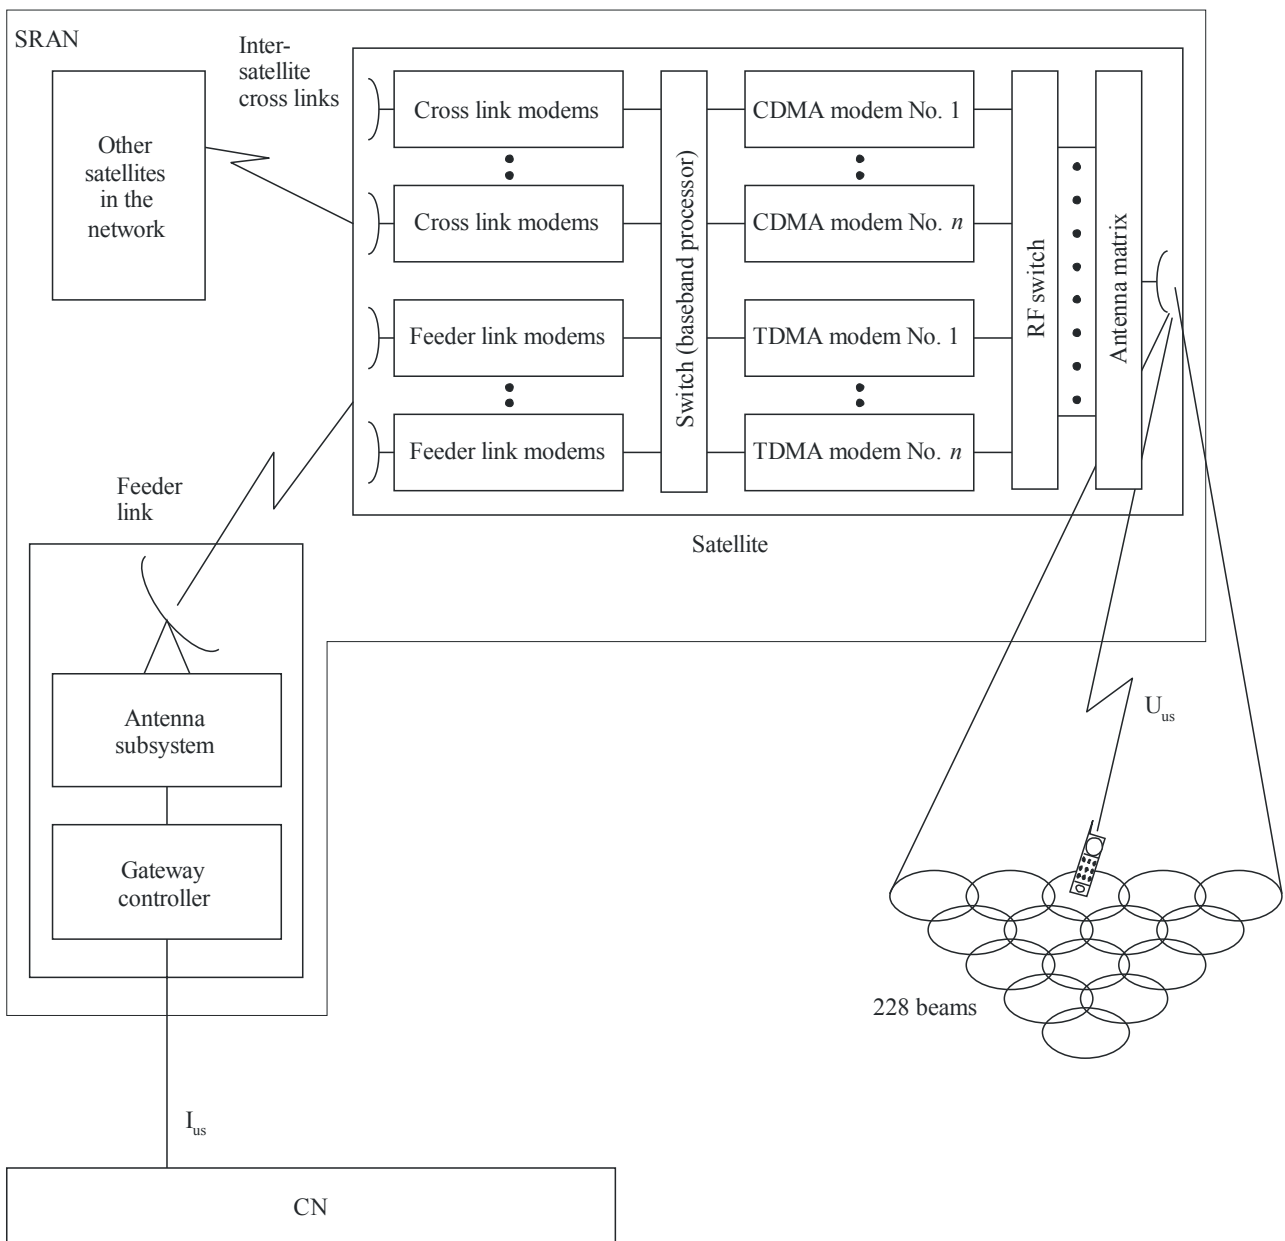 SRAN
Inter-
satellite
cross links
Other
satellites
in the
network
Cross link modems
Cross link modems
Feeder link modems
Feeder link modems
Switch (baseband processor)
CDMA modem No. 1
CDMA modem No. n
TDMA modem No. 1
TDMA modem No. n
RF switch
Antenna matrix
Satellite
Feeder
link
Antenna
subsystem
Gateway
controller
Uus
228 beams
Ius
CN